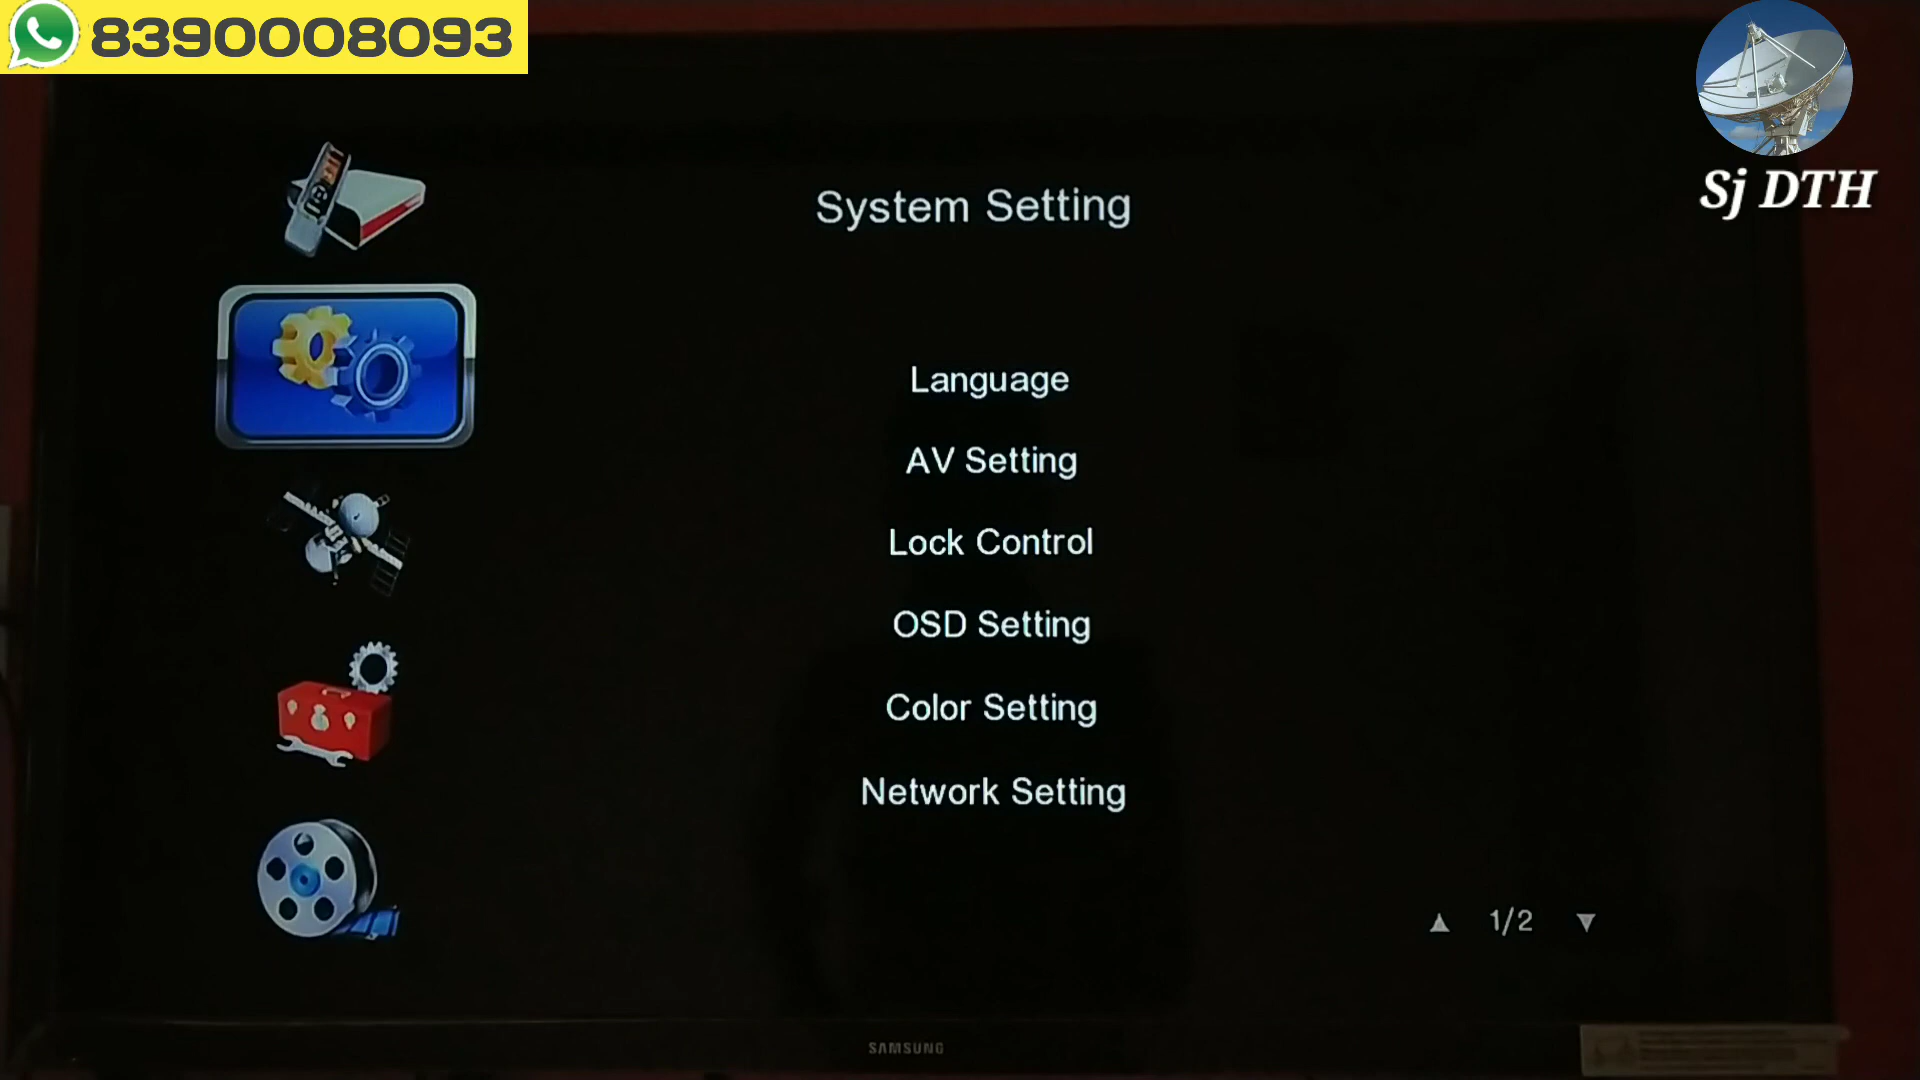 8390008093
Sj DTH
System Setting
Language
AV Setting
Lock Control
OSD Setting
Color Setting
Network Setting
▲ 1/2 ▼
SAMSUNG